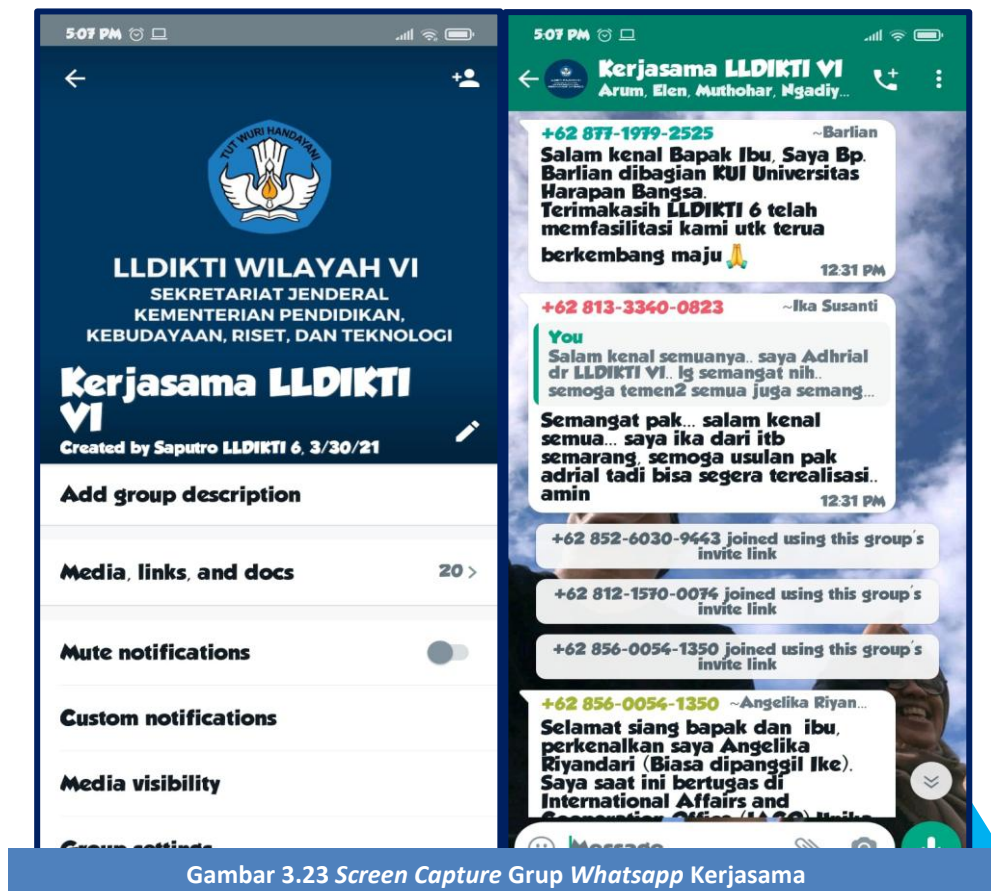 5:07 PM
TUT WURI HANDAYANI
LLDIKTI WILAYAH VI
SEKRETARIAT JENDERAL
KEMENTERIAN PENDIDIKAN,
KEBUDAYAAN, RISET, DAN TEKNOLOGI
Kerjasama LLDIKTI
VI
Created by Saputro LLDIKTI 6, 3/30/21
Add group description
Media, links, and docs 20 >
Mute notifications
Custom notifications
Media visibility
Group settings
5:07 PM
Kerjasama LLDIKTI VI
Arum, Elen, Muthohar, Ngadiy...
+62 877-1979-2525 ~Barlian
Salam kenal Bapak Ibu, Saya Bp.
Barlian dibagian KUI Universitas
Harapan Bangsa.
Terimakasih LLDIKTI 6 telah
memfasilitasi kami utk terua
berkembang maju🙏
12:31 PM
+62 813-3340-0823 ~Ika Susanti
You
Salam kenal semuanya.. saya Adhrial
dr LLDIKTI VI.. lg semangat nih..
semoga temen2 semua juga semang...
Semangat pak... salam kenal
semua... saya ika dari itb
semarang, semoga usulan pak
adrial tadi bisa segera terealisasi..
amin
12:31 PM
+62 852-6030-9443 joined using this group's
invite link
+62 812-1570-0074 joined using this group's
invite link
+62 856-0054-1350 joined using this group's
invite link
+62 856-0054-1350 ~Angelika Riyan...
Selamat siang bapak dan ibu,
perkenalkan saya Angelika
Riyandari (Biasa dipanggil Ike).
Saya saat ini bertugas di
International Affairs and
Cooperation Office (IACO) Unika
Message
Gambar 3.23 Screen Capture Grup Whatsapp Kerjasama